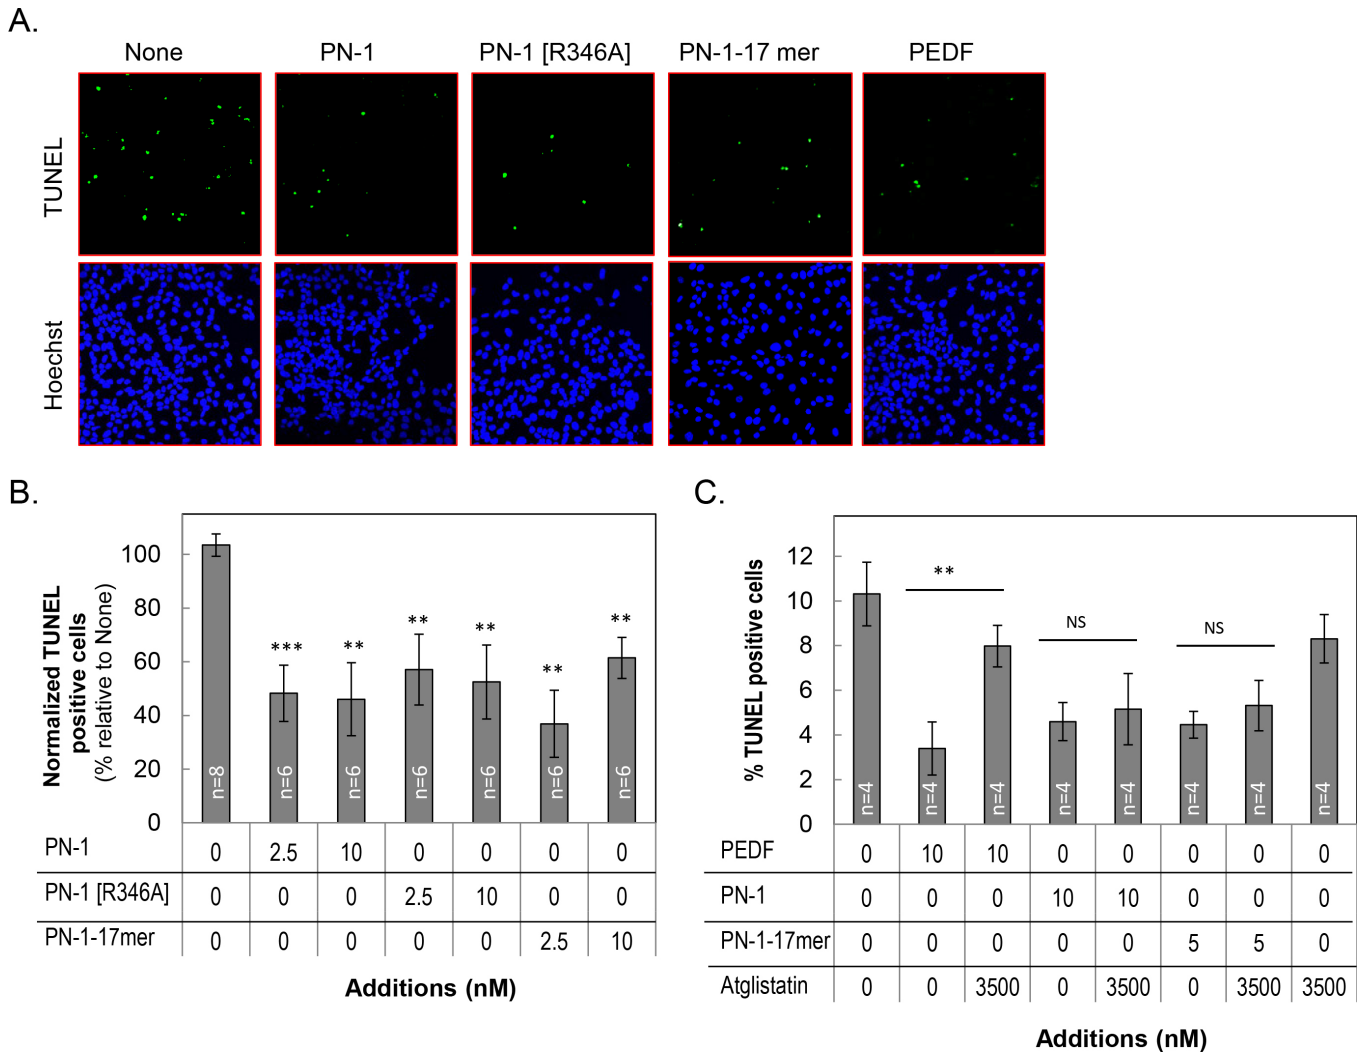 A.
None PN-1 PN-1 [R346A] PN-1-17 mer PEDF
TUNEL
Hoechst
B.
Normalized TUNEL
positive cells
(% relative to None)
100
80
60
40
20
0
*** ** ** ** ** **
n=8 n=6 n=6 n=6 n=6 n=6 n=6
PN-1 0 2.5 10 0 0 0 0
PN-1 [R346A] 0 0 0 2.5 10 0 0
PN-1-17mer 0 0 0 0 0 2.5 10
Additions (nM)
C.
% TUNEL positive cells
12
10
8
6
4
2
0
** NS NS
n=4 n=4 n=4 n=4 n=4 n=4 n=4 n=4
PEDF 0 10 10 0 0 0 0 0
PN-1 0 0 0 10 10 0 0 0
PN-1-17mer 0 0 0 0 0 5 5 0
Atglistatin 0 0 3500 0 3500 0 3500 3500
Additions (nM)